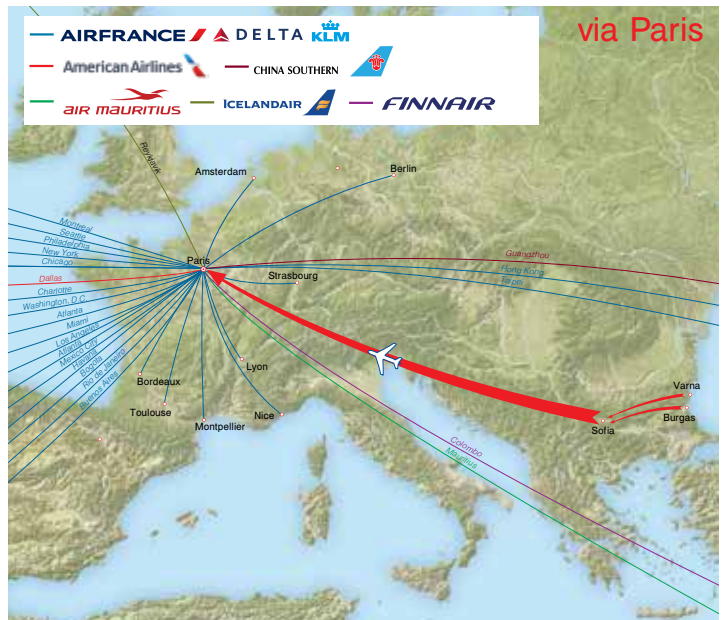 via Paris
AIRFRANCE DELTA KLM
American Airlines CHINA SOUTHERN
AIR MAURITIUS ICELANDAIR FINNAIR
Reykjavik
Amsterdam
Berlin
Montreal
Seattle
Philadelphia
New York
Chicago
Paris
Guangzhou
Hong Kong
Dallas
Strasbourg
Charlotte
Washington, D.C.
Atlanta
Miami
Los Angeles
Atlanta
Mexico City
Havana
Bogota
Rio de Janeiro
Buenos Aires
Lyon
Bordeaux
Toulouse
Montpellier
Nice
Varna
Burgas
Sofia
Colombo
Mauritius